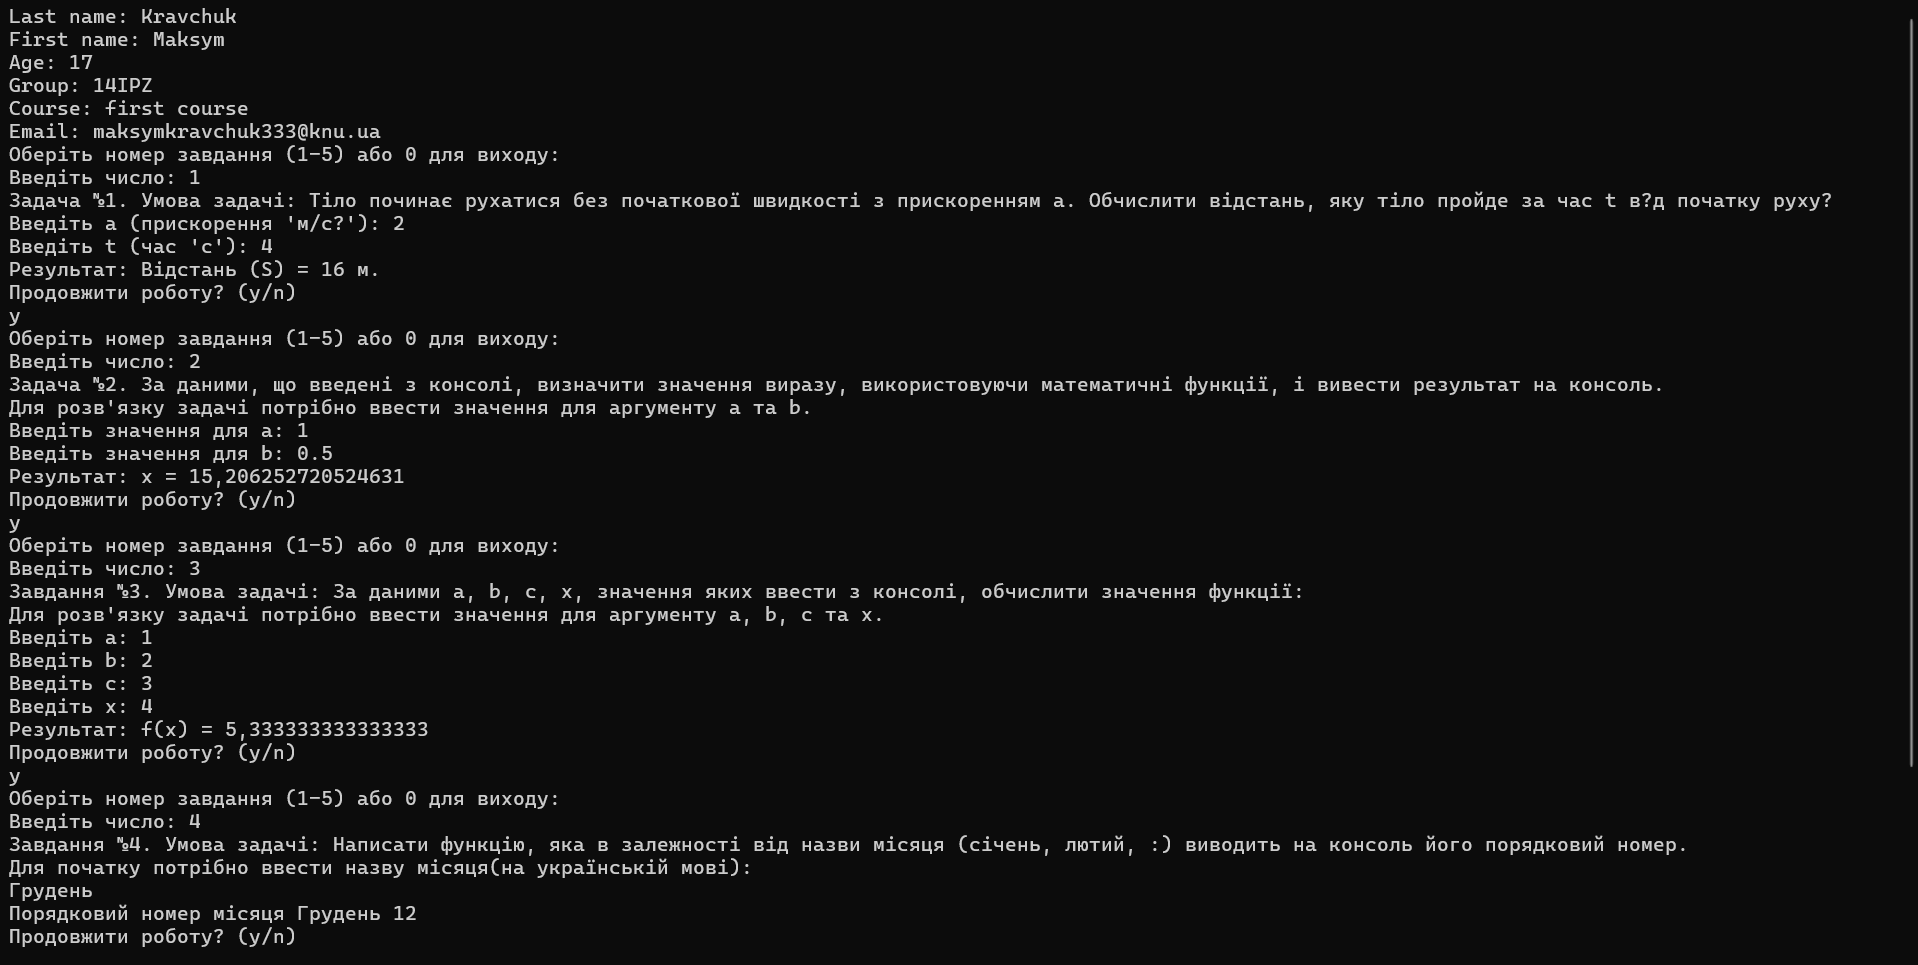 Last name: Kravchuk
First name: Maksym
Age: 17
Group: 14IPZ
Course: first course
Email: maksymkravchuk333@knu.ua
Оберіть номер завдання (1-5) або 0 для виходу:
Введіть число: 1
Задача №1. Умова задачі: Тіло починає рухатися без початкової швидкості з прискоренням a. Обчислити відстань, яку тіло пройде за час t в?д початку руху?
Введіть a (прискорення 'м/с?'): 2
Введіть t (час 'с'): 4
Результат: Відстань (S) = 16 м.
Продовжити роботу? (y/n)
y
Оберіть номер завдання (1-5) або 0 для виходу:
Введіть число: 2
Задача №2. За даними, що введені з консолі, визначити значення виразу, використовуючи математичні функції, і вивести результат на консоль.
Для розв'язку задачі потрібно ввести значення для аргументу a та b.
Введіть значення для a: 1
Введіть значення для b: 0.5
Результат: x = 15,206252720524631
Продовжити роботу? (y/n)
y
Оберіть номер завдання (1-5) або 0 для виходу:
Введіть число: 3
Завдання №3. Умова задачі: За даними a, b, c, x, значення яких ввести з консолі, обчислити значення функції:
Для розв'язку задачі потрібно ввести значення для аргументу a, b, c та x.
Введіть a: 1
Введіть b: 2
Введіть c: 3
Введіть x: 4
Результат: f(x) = 5,333333333333333
Продовжити роботу? (y/n)
y
Оберіть номер завдання (1-5) або 0 для виходу:
Введіть число: 4
Завдання №4. Умова задачі: Написати функцію, яка в залежності від назви місяця (січень, лютий, :) виводить на консоль його порядковий номер.
Для початку потрібно ввести назву місяця(на українській мові):
Грудень
Порядковий номер місяця Грудень 12
Продовжити роботу? (y/n)